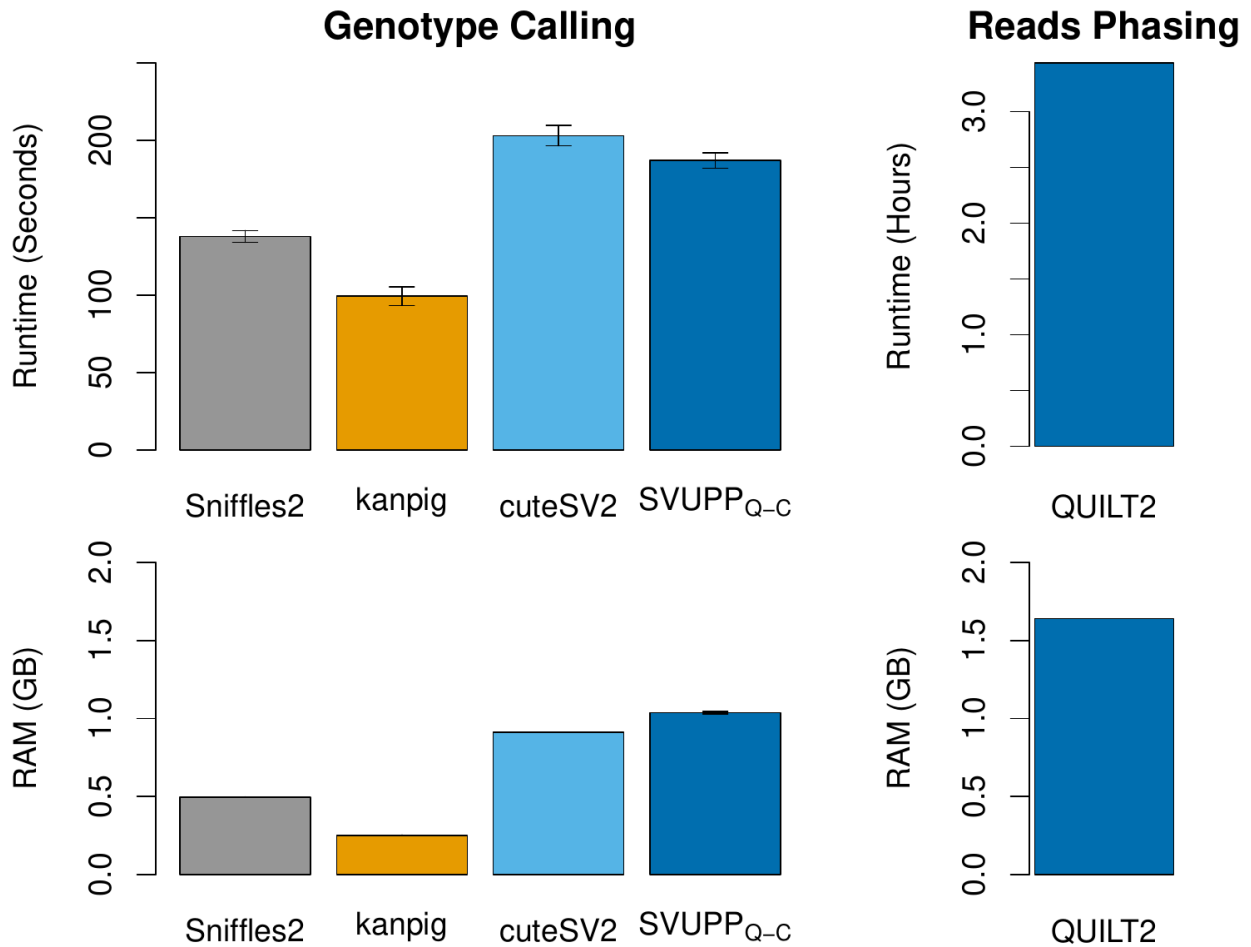 Genotype Calling
Reads Phasing
Runtime (Seconds)
0
50
100
200
Sniffles2
kanpig
cuteSV2
SVUPP Q−C
Runtime (Hours)
0.0
1.0
2.0
3.0
QUILT2
RAM (GB)
0.0
0.5
1.0
1.5
2.0
Sniffles2
kanpig
cuteSV2
SVUPP Q−C
RAM (GB)
0.0
0.5
1.0
1.5
2.0
QUILT2